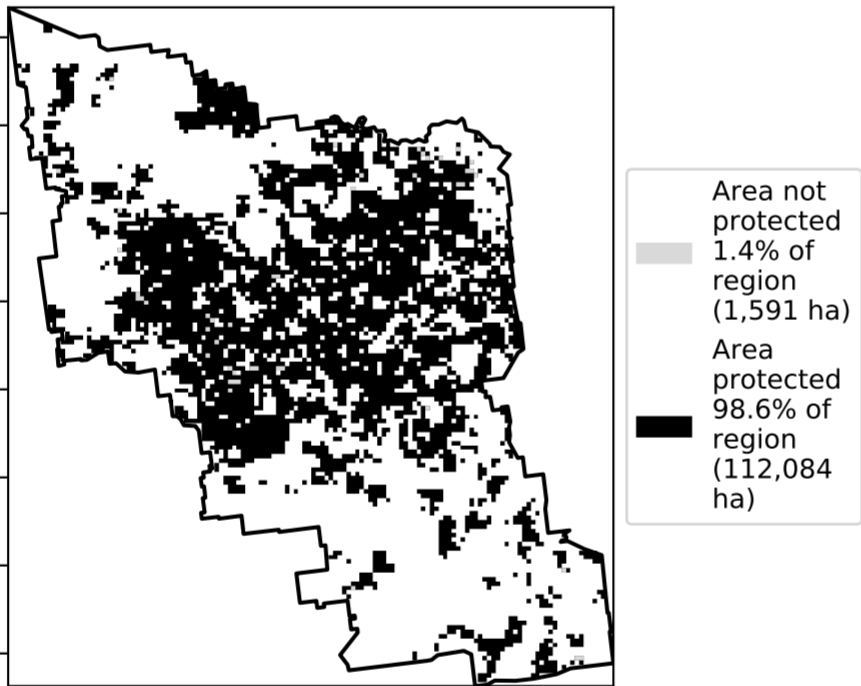 Area not
protected
1.4% of
region
(1,591 ha)
Area
protected
98.6% of
region
(112,084
ha)